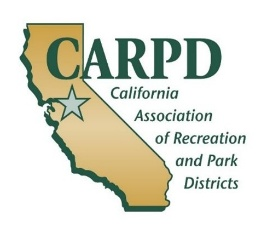 CARPD
California
Association
of Recreation
and Park
Districts